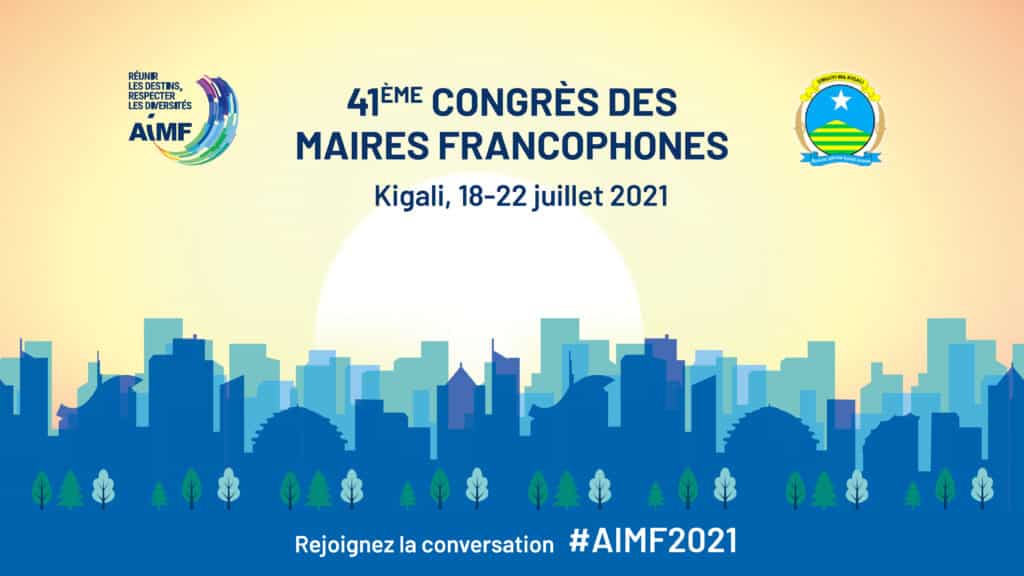 RÉUNIR
LES DESTINS,
RESPECTER
LES DIVERSITÉS
AIMF
41ÈME CONGRÈS DES
MAIRES FRANCOPHONES
Kigali, 18-22 juillet 2021
Rejoignez la conversation #AIMF2021